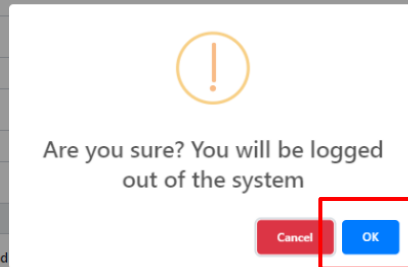 Are you sure? You will be logged
out of the system
Cancel
OK
d